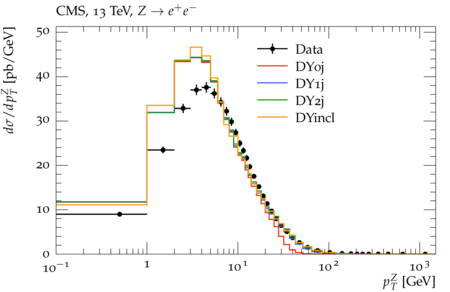 CMS, 13 TeV, Z → e⁺e⁻
dσ/dp_T^Z [pb/GeV]
50
40
30
20
10
0
Data
DY0j
DY1j
DY2j
DYincl
10⁻¹
1
10¹
10²
10³
p_T^Z [GeV]